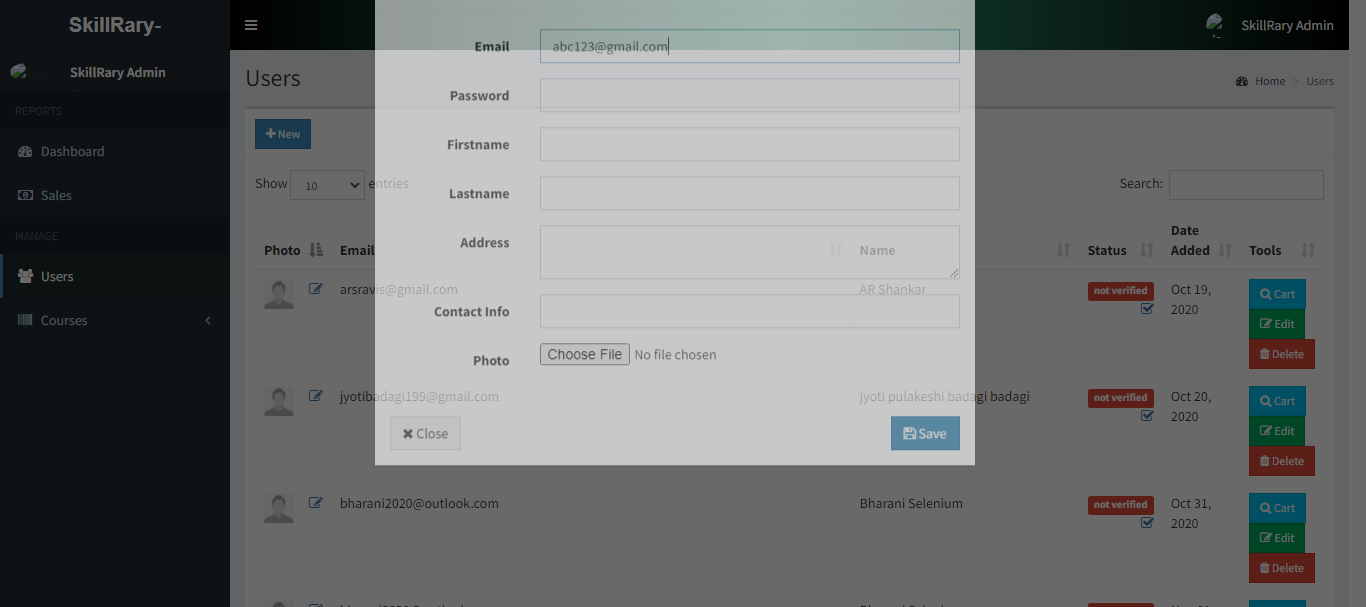 SkillRary-
SkillRary Admin
SkillRary Admin
REPORTS
Dashboard
Sales
MANAGE
Users
Courses
Users
Home > Users
New
Show 10 entries
Search:
Photo Email Name Status Date Added Tools
arsravis@gmail.com AR Shankar not verified Oct 19, 2020
Cart
Edit
Delete
jyotibadagi199@gmail.com jyoti pulakeshi badagi badagi not verified Oct 20, 2020
Cart
Edit
Delete
bharani2020@outlook.com Bharani Selenium not verified Oct 31, 2020
Cart
Edit
Delete
Email abc123@gmail.com
Password
Firstname
Lastname
Address
Contact Info
Photo Choose File No file chosen
Close Save